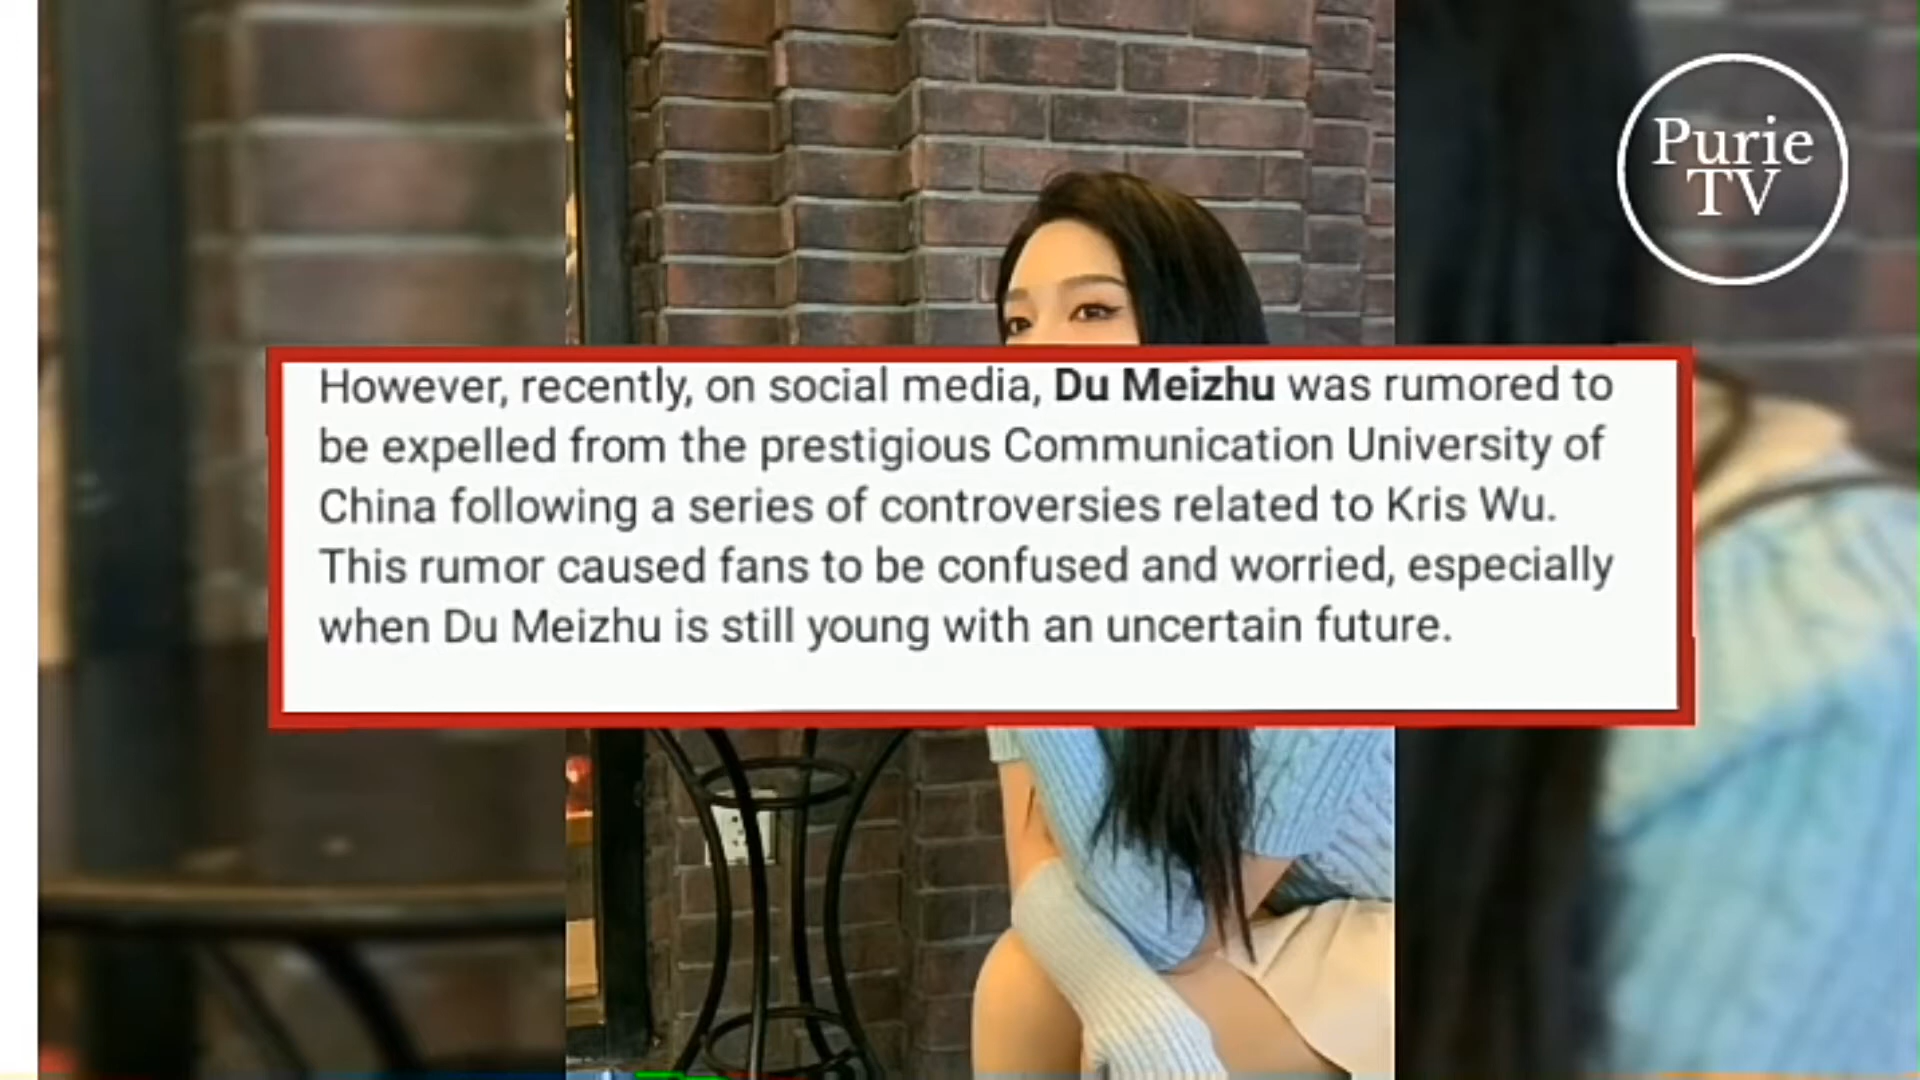 Purie
TV
However, recently, on social media, Du Meizhu was rumored to
be expelled from the prestigious Communication University of
China following a series of controversies related to Kris Wu.
This rumor caused fans to be confused and worried, especially
when Du Meizhu is still young with an uncertain future.